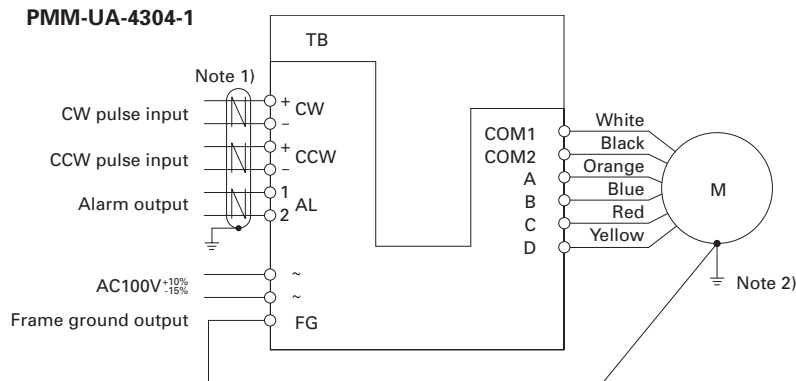 PMM-UA-4304-1
TB
Note 1)
CW pulse input
+
CW
−
CCW pulse input
+
CCW
−
Alarm output
1
AL
2
AC100V +10% -15%
~
~
Frame ground output
FG
COM1
White
COM2
Black
A
Orange
B
Blue
C
Red
D
Yellow
M
Note 2)